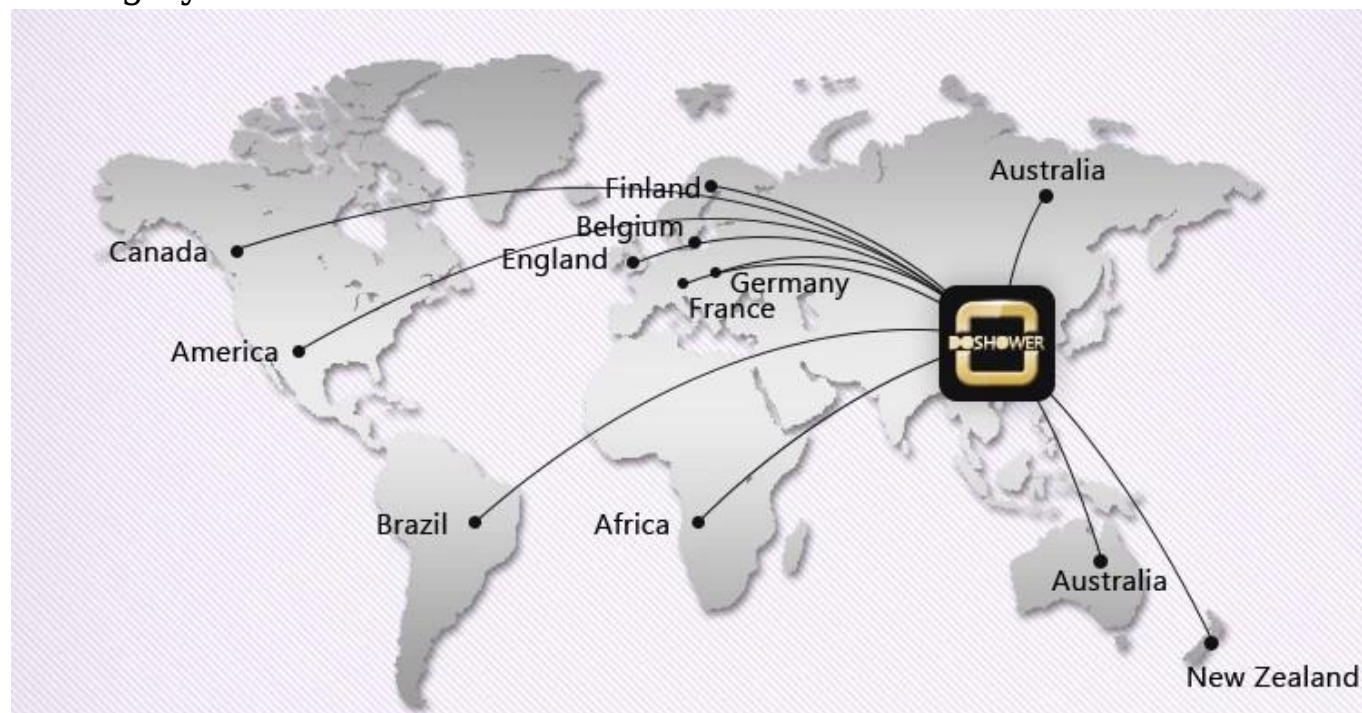 Australia
Finland
Belgium
Canada
England
Germany
France
DOSHOWER
America
Brazil
Africa
Australia
New Zealand